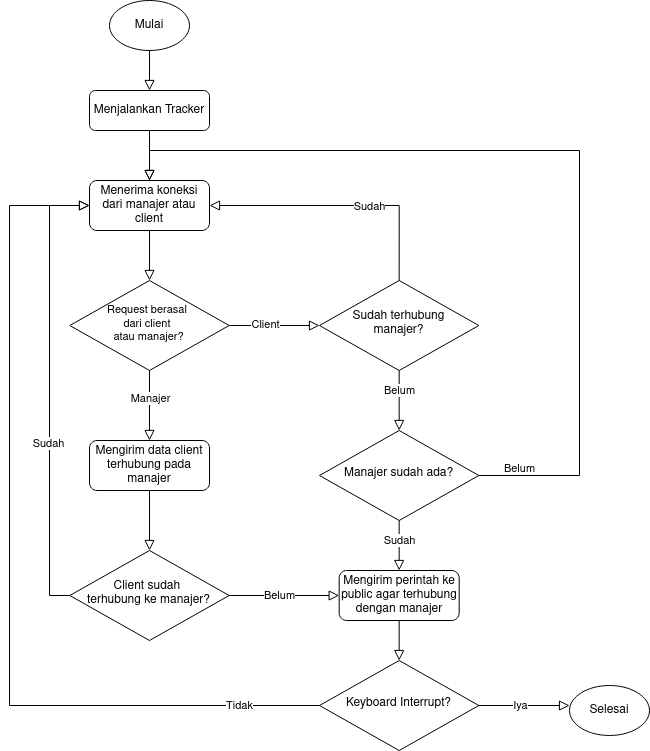 Mulai
Menjalankan Tracker
Menerima koneksi
dari manajer atau
client
Sudah
Request berasal
dari client
atau manajer?
Client
Sudah terhubung
manajer?
Manajer
Belum
Sudah
Mengirim data client
terhubung pada
manajer
Manajer sudah ada?
Belum
Sudah
Client sudah
terhubung ke manajer?
Belum
Mengirim perintah ke
public agar terhubung
dengan manajer
Tidak
Keyboard Interrupt?
Iya
Selesai